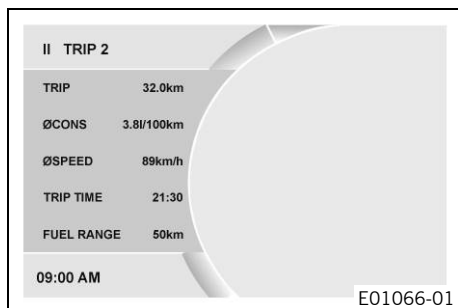 II TRIP 2
TRIP 32.0km
ØCONS 3.8l/100km
ØSPEED 89km/h
TRIP TIME 21:30
FUEL RANGE 50km
09:00 AM
E01066-01